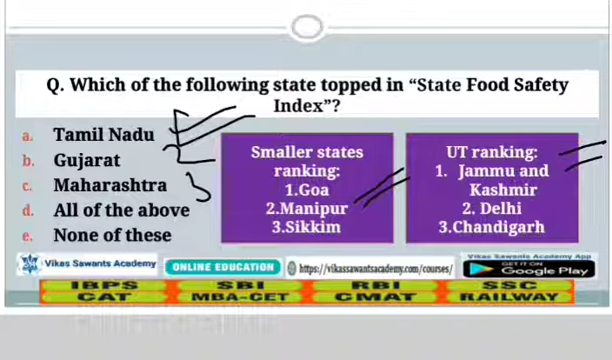 Q. Which of the following state topped in “State Food Safety
Index”?
a. Tamil Nadu
b. Gujarat
c. Maharashtra
d. All of the above
e. None of these
Smaller states
ranking:
1.Goa
2.Manipur
3.Sikkim
UT ranking:
1. Jammu and
Kashmir
2. Delhi
3.Chandigarh
Vikas Sawants Academy
ONLINE EDUCATION
https://vikassawantsacademy.com/courses/
Vikas Sawants Academy App
GET IT ON
Google Play
IBPS SBI RBI SSC
CAT MBA-CET CMAT RAILWAY